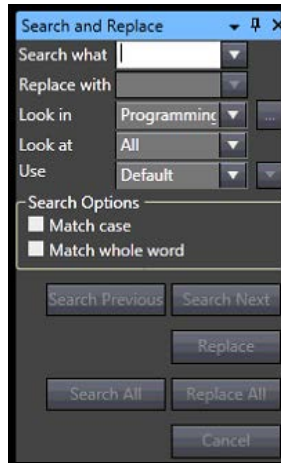 Search and Replace
Search what
Replace with
Look in Programming ...
Look at All
Use Default
Search Options
Match case
Match whole word
Search Previous Search Next
Replace
Search All Replace All
Cancel